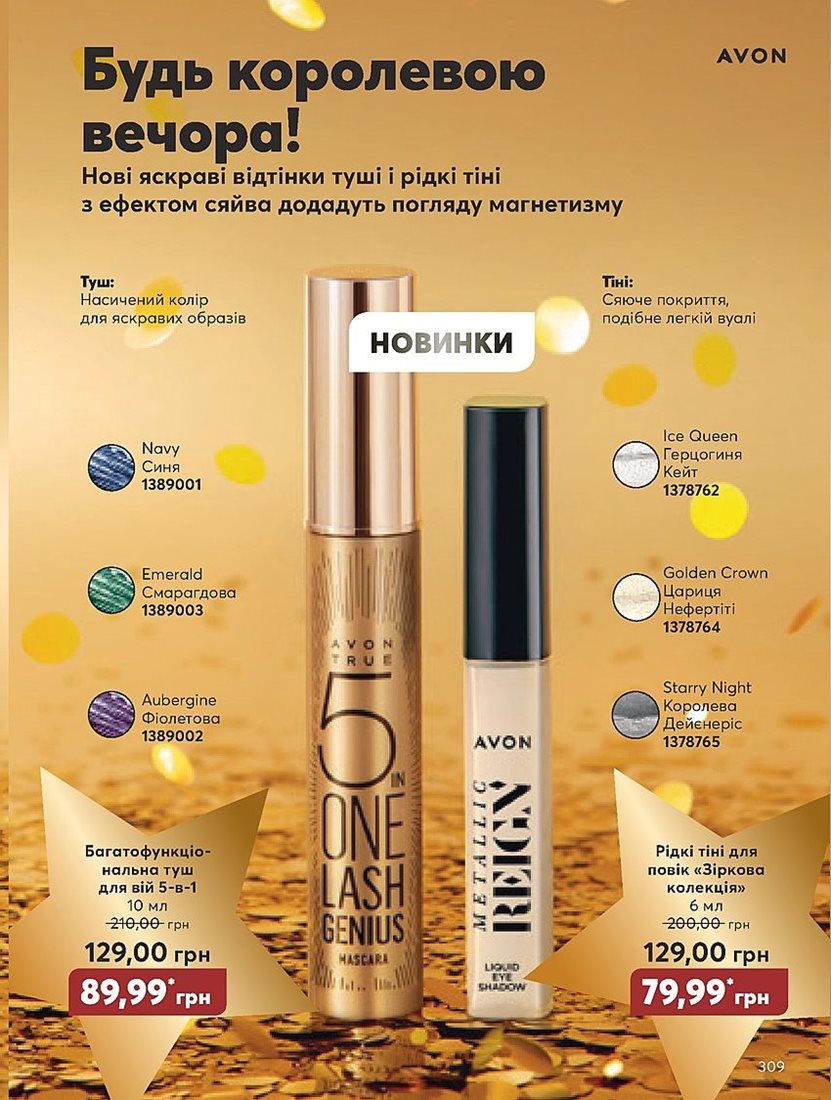 AVON
Будь королевою
вечора!
Нові яскраві відтінки туші і рідкі тіні
з ефектом сяйва додадуть погляду магнетизму
Туш:
Насичений колір
для яскравих образів
Тіні:
Сяюче покриття,
подібне легкій вуалі
НОВИНКИ
Navy
Синя
1389001
Emerald
Смарагдова
1389003
Aubergine
Фіолетова
1389002
Ice Queen
Герцогиня
Кейт
1378762
Golden Crown
Цариця
Нефертіті
1378764
Starry Night
Королева
Дейєнеріс
1378765
AVON
TRUE
5
IN
ONE
LASH
GENIUS
MASCARA
AVON
METALLIC
REIGN
LIQUID
EYE
SHADOW
Багатофункціо-
нальна туш
для вій 5-в-1
10 мл
210,00 грн
129,00 грн
89,99* грн
Рідкі тіні для
повік «Зіркова
колекція»
6 мл
200,00 грн
129,00 грн
79,99* грн
309